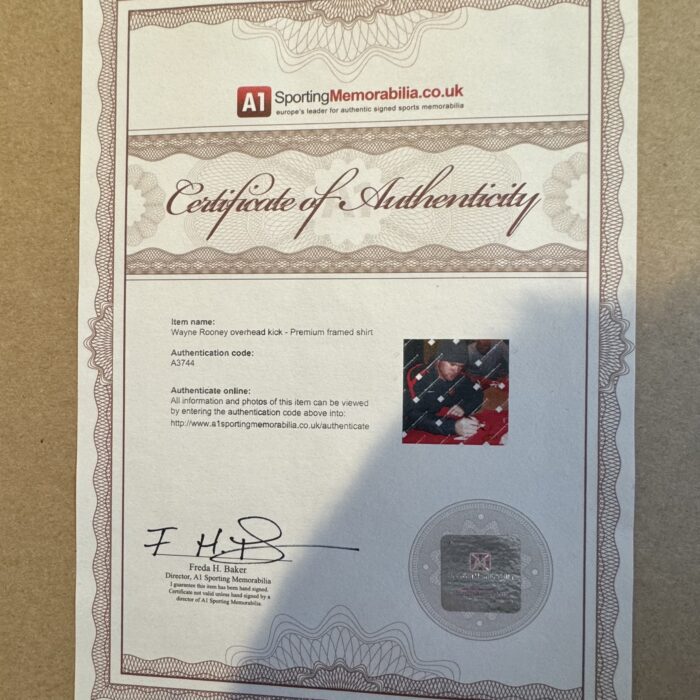 A1 SportingMemorabilia.co.uk
europe's leader for authentic signed sports memorabilia
Certificate of Authenticity
Item name:
Wayne Rooney overhead kick - Premium framed shirt
Authentication code:
A3744
Authenticate online:
All information and photos of this item can be viewed
by entering the authentication code above into:
http://www.a1sportingmemorabilia.co.uk/authenticate
F H.B
Freda H. Baker
Director, A1 Sporting Memorabilia
I guarantee this item has been hand signed.
Certificate not valid unless hand signed by a
director of A1 Sporting Memorabilia.